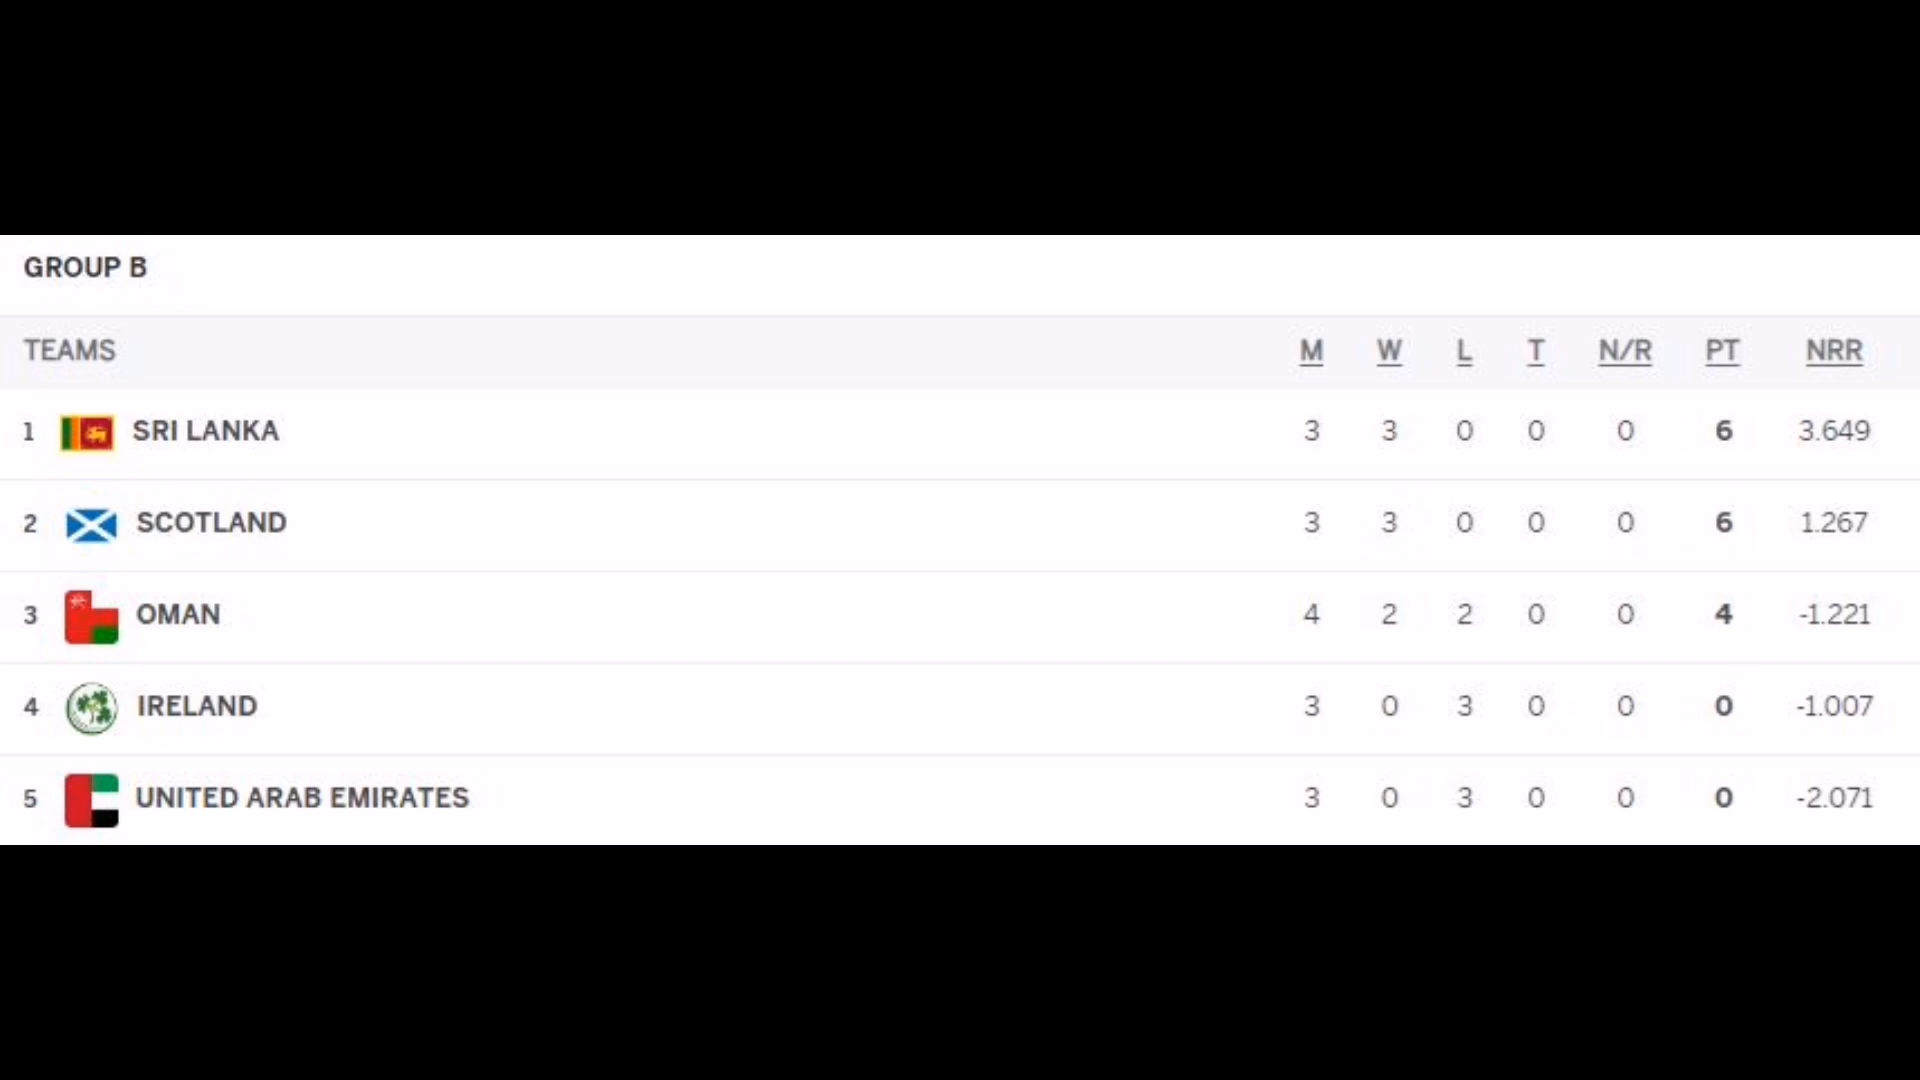 GROUP B
TEAMS M W L T N/R PT NRR
1 SRI LANKA 3 3 0 0 0 6 3.649
2 SCOTLAND 3 3 0 0 0 6 1.267
3 OMAN 4 2 2 0 0 4 -1.221
4 IRELAND 3 0 3 0 0 0 -1.007
5 UNITED ARAB EMIRATES 3 0 3 0 0 0 -2.071